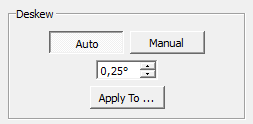 Deskew
Auto Manual
0,25°
Apply To ...